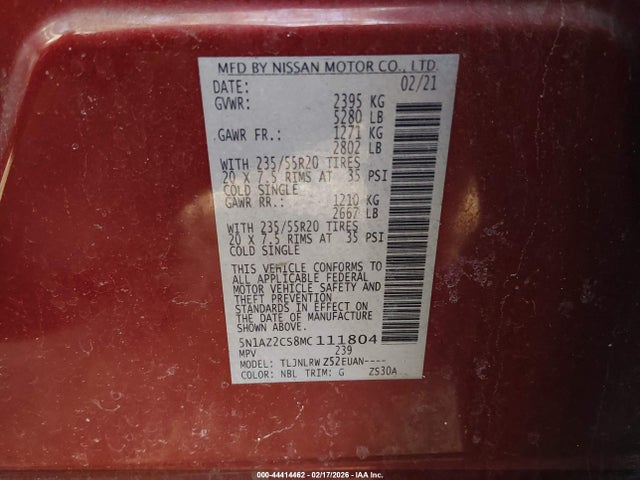 MFD BY NISSAN MOTOR CO., LTD.
DATE: 02/21
GVWR: 2395 KG
5280 LB
GAWR FR.: 1271 KG
2802 LB
WITH 235/55R20 TIRES
20 X 7.5 RIMS AT 35 PSI
COLD SINGLE
GAWR RR.: 1210 KG
2667 LB
WITH 235/55R20 TIRES
20 X 7.5 RIMS AT 35 PSI
COLD SINGLE
THIS VEHICLE CONFORMS TO
ALL APPLICABLE FEDERAL
MOTOR VEHICLE SAFETY AND
THEFT PREVENTION
STANDARDS IN EFFECT ON
THE DATE OF MANUFACTURE
SHOWN ABOVE.
5N1AZ2CS8MC111804
MPV 239
MODEL: TLJNLRW Z52EUAN----
COLOR: NBL TRIM: G ZS30A
000-44414462 - 02/17/2026 - IAA Inc.